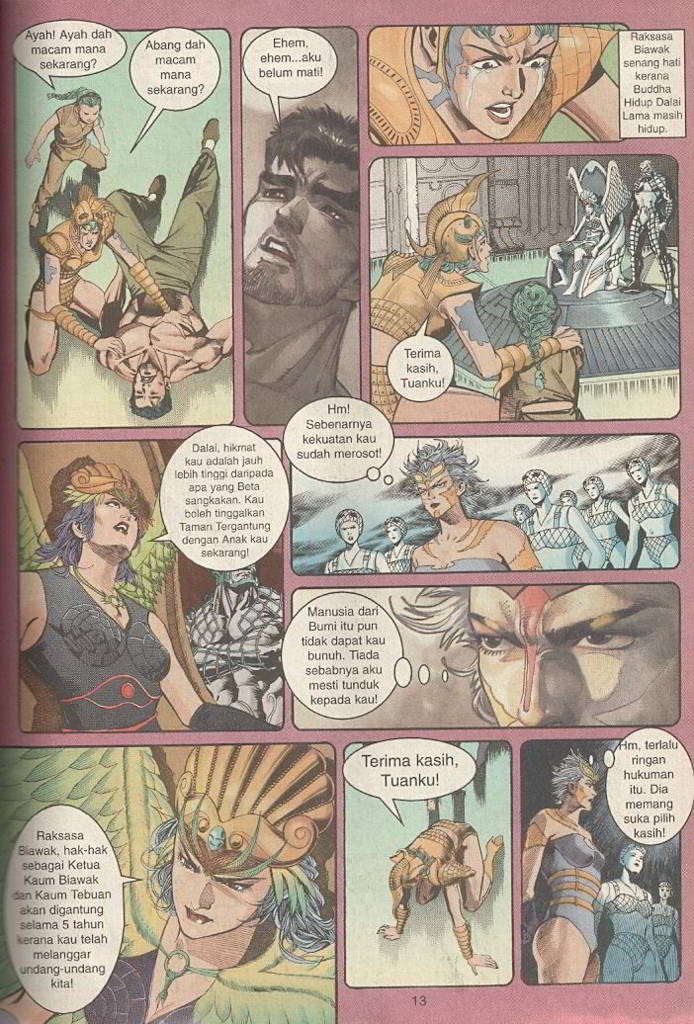 Ayah! Ayah dah
macam mana
sekarang?
Abang dah
macam
mana
sekarang?
Ehem,
ehem...aku
belum mati!
Raksasa
Biawak
senang hati
kerana
Buddha
Hidup Dalai
Lama masih
hidup.
Terima
kasih,
Tuanku!
Dalai, hikmat
kau adalah jauh
lebih tinggi daripada
apa yang Beta
sangkakan. Kau
boleh tinggalkan
Taman Tergantung
dengan Anak kau
sekarang!
Hm!
Sebenarnya
kekuatan kau
sudah merosot!
Manusia dari
Bumi itu pun
tidak dapat kau
bunuh. Tiada
sebabnya aku
mesti tunduk
kepada kau!
Raksasa
Biawak, hak-hak
sebagai Ketua
Kaum Biawak
dan Kaum Tebuan
akan digantung
selama 5 tahun
kerana kau telah
melanggar
undang-undang
kita!
Terima kasih,
Tuanku!
Hm, terlalu
ringan
hukuman
itu. Dia
memang
suka pilih
kasih!
13